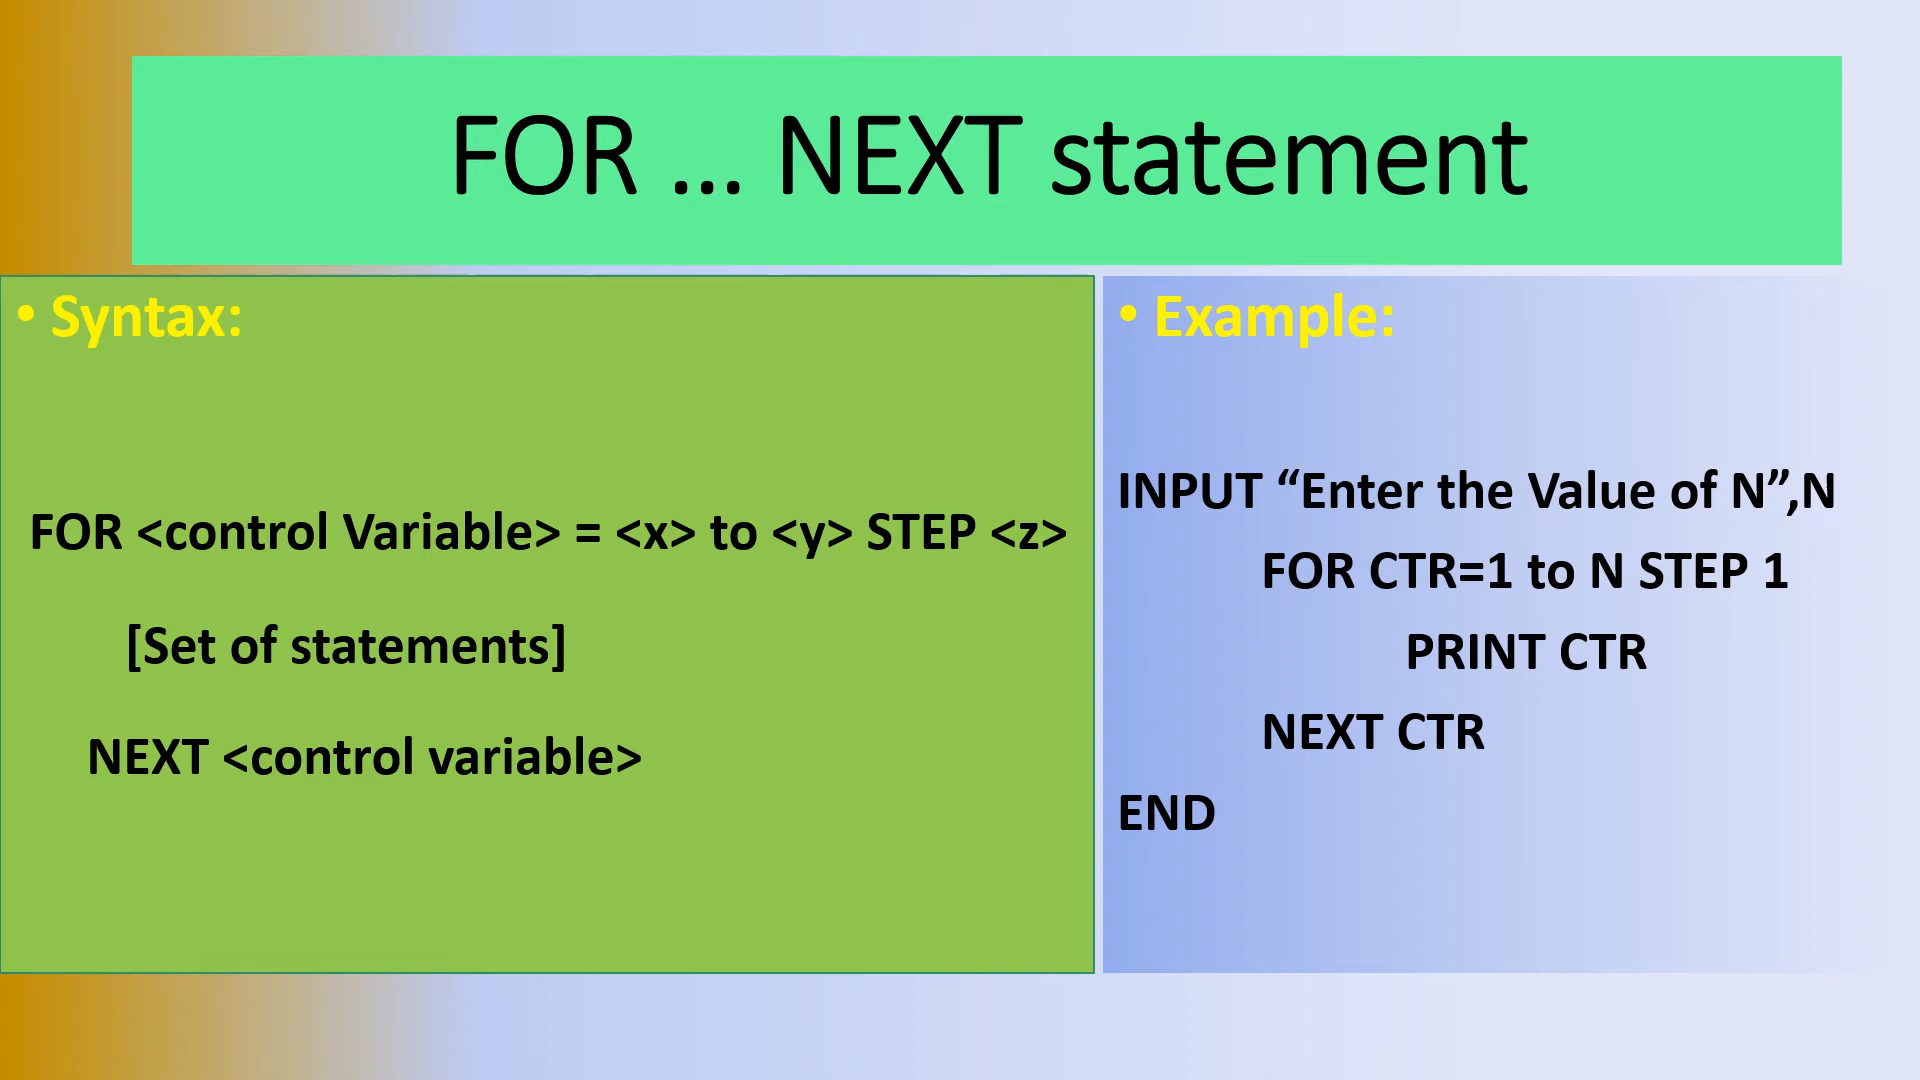 FOR ... NEXT statement
• Syntax:
FOR <control Variable> = <x> to <y> STEP <z>
[Set of statements]
NEXT <control variable>
• Example:
INPUT “Enter the Value of N”,N
FOR CTR=1 to N STEP 1
PRINT CTR
NEXT CTR
END